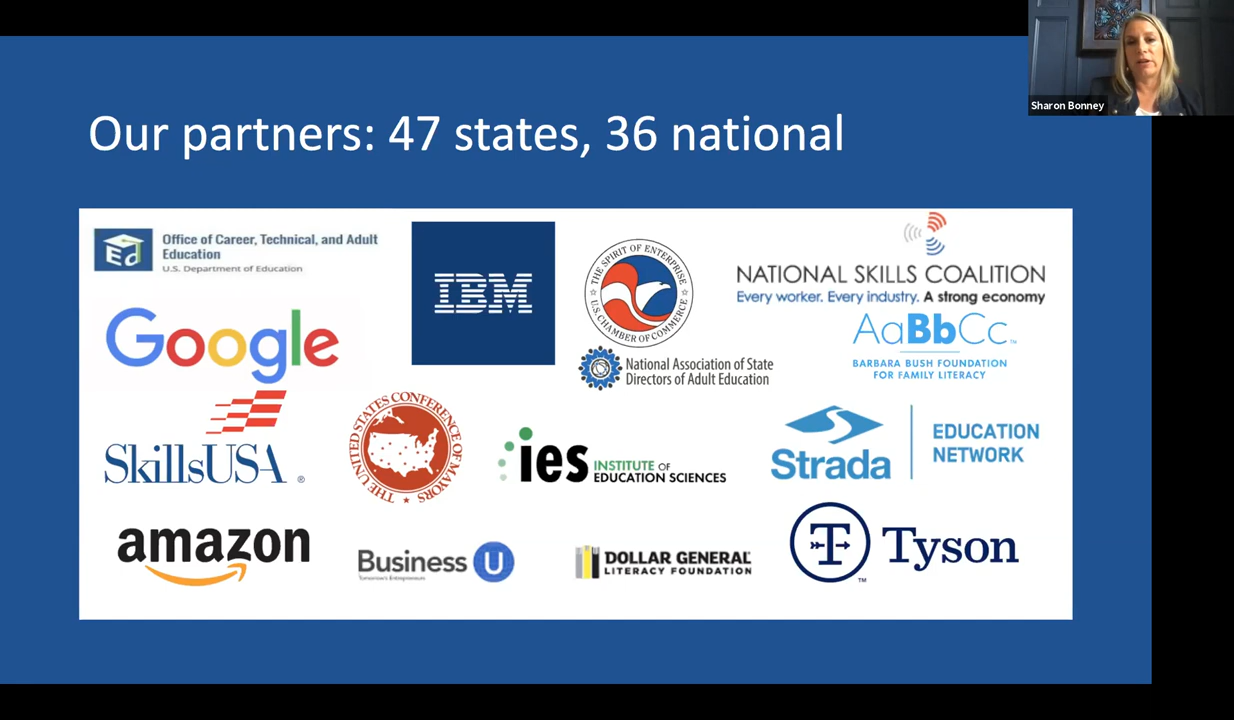 Sharon Bonney
Our partners: 47 states, 36 national
Ed
Office of Career, Technical, and Adult
Education
U.S. Department of Education
IBM
THE SPIRIT OF ENTERPRISE
U.S. CHAMBER OF COMMERCE
NATIONAL SKILLS COALITION
Every worker. Every industry. A strong economy
Google
National Association of State
Directors of Adult Education
AaBbCc™
BARBARA BUSH FOUNDATION
FOR FAMILY LITERACY
SkillsUSA®
THE UNITED STATES CONFERENCE OF MAYORS
ies INSTITUTE OF
EDUCATION SCIENCES
Strada
EDUCATION
NETWORK
amazon
Business U
Tomorrow's Entrepreneurs
DOLLAR GENERAL
LITERACY FOUNDATION
T
Tyson
TM